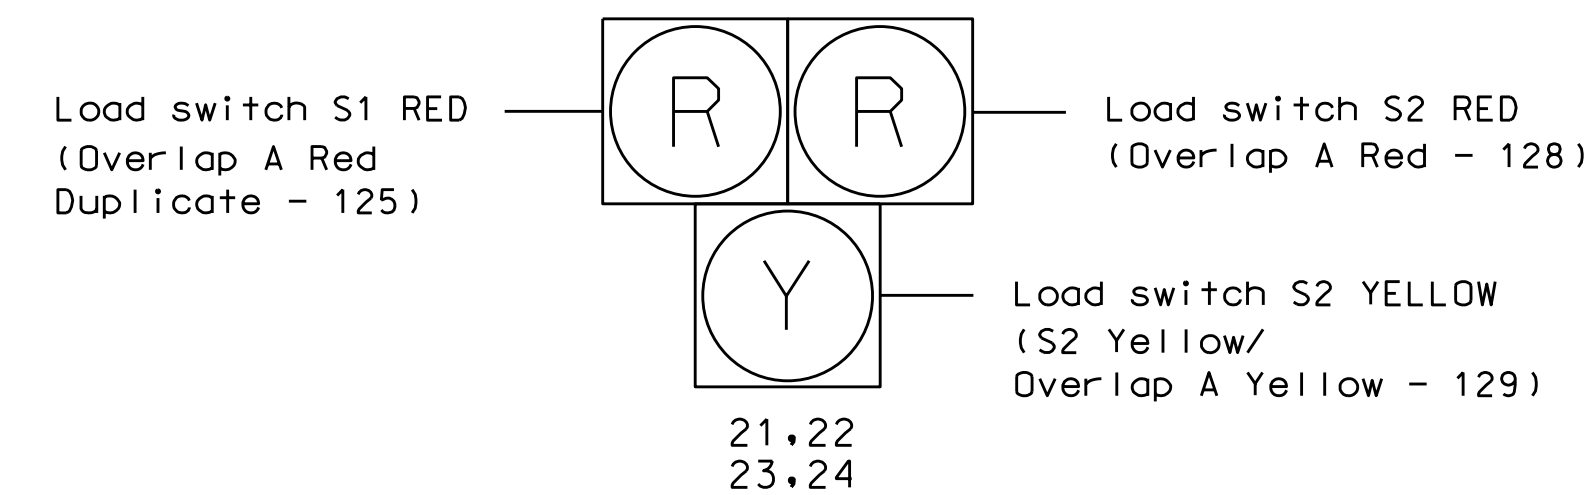 R R
Load switch S1 RED
(Overlap A Red
Duplicate - 125)
Load switch S2 RED
(Overlap A Red - 128)
Y
Load switch S2 YELLOW
(S2 Yellow/
Overlap A Yellow - 129)
21,22
23,24